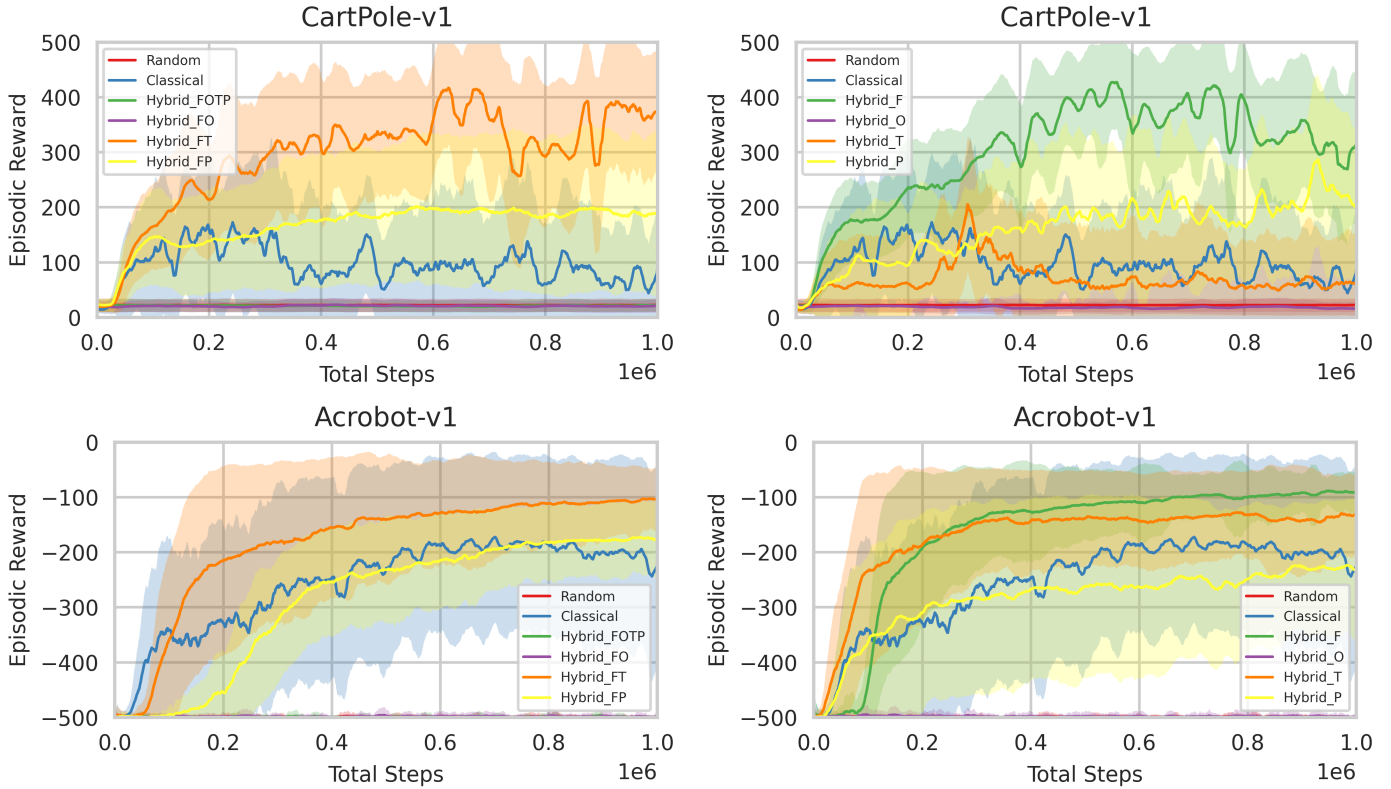 CartPole-v1
500
400
300
200
100
0
Episodic Reward
Random
Classical
Hybrid_FOTP
Hybrid_FO
Hybrid_FT
Hybrid_FP
0.0 0.2 0.4 0.6 0.8 1.0
Total Steps
1e6
CartPole-v1
500
400
300
200
100
0
Episodic Reward
Random
Classical
Hybrid_F
Hybrid_O
Hybrid_T
Hybrid_P
0.0 0.2 0.4 0.6 0.8 1.0
Total Steps
1e6
Acrobot-v1
0
−100
−200
−300
−400
−500
Episodic Reward
Random
Classical
Hybrid_FOTP
Hybrid_FO
Hybrid_FT
Hybrid_FP
0.0 0.2 0.4 0.6 0.8 1.0
Total Steps
1e6
Acrobot-v1
0
−100
−200
−300
−400
−500
Episodic Reward
Random
Classical
Hybrid_F
Hybrid_O
Hybrid_T
Hybrid_P
0.0 0.2 0.4 0.6 0.8 1.0
Total Steps
1e6